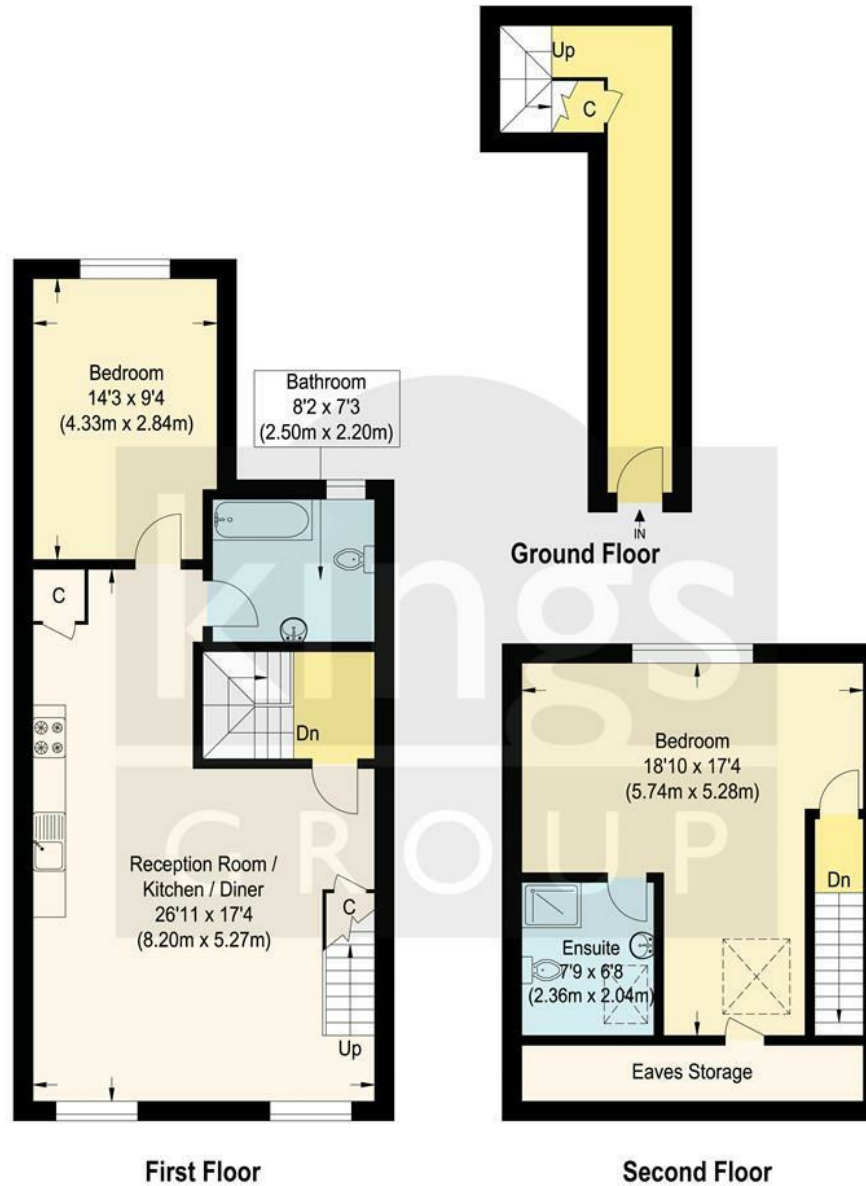 Up
C
IN
Ground Floor
Bedroom
14'3 x 9'4
(4.33m x 2.84m)
Bathroom
8'2 x 7'3
(2.50m x 2.20m)
C
Dn
Reception Room /
Kitchen / Diner
26'11 x 17'4
(8.20m x 5.27m)
C
Up
First Floor
Bedroom
18'10 x 17'4
(5.74m x 5.28m)
Dn
Ensuite
7'9 x 6'8
(2.36m x 2.04m)
Eaves Storage
Second Floor
kings
GROUP